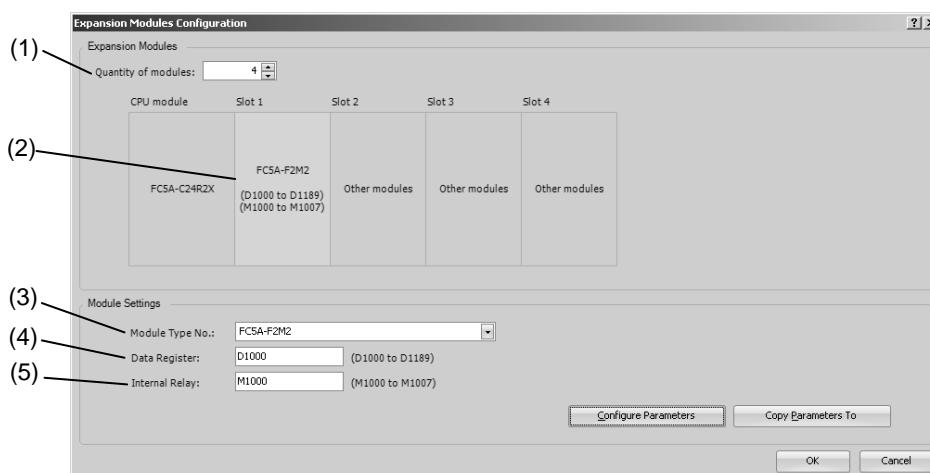 Expansion Modules Configuration
(1)
Expansion Modules
Quantity of modules: 4
CPU module Slot 1 Slot 2 Slot 3 Slot 4
(2)
FC5A-C24R2X
FC5A-F2M2
(D1000 to D1189)
(M1000 to M1007)
Other modules
Other modules
Other modules
Module Settings
(3)
Module Type No.: FC5A-F2M2
(4)
Data Register: D1000 (D1000 to D1189)
(5)
Internal Relay: M1000 (M1000 to M1007)
Configure Parameters Copy Parameters To
OK Cancel